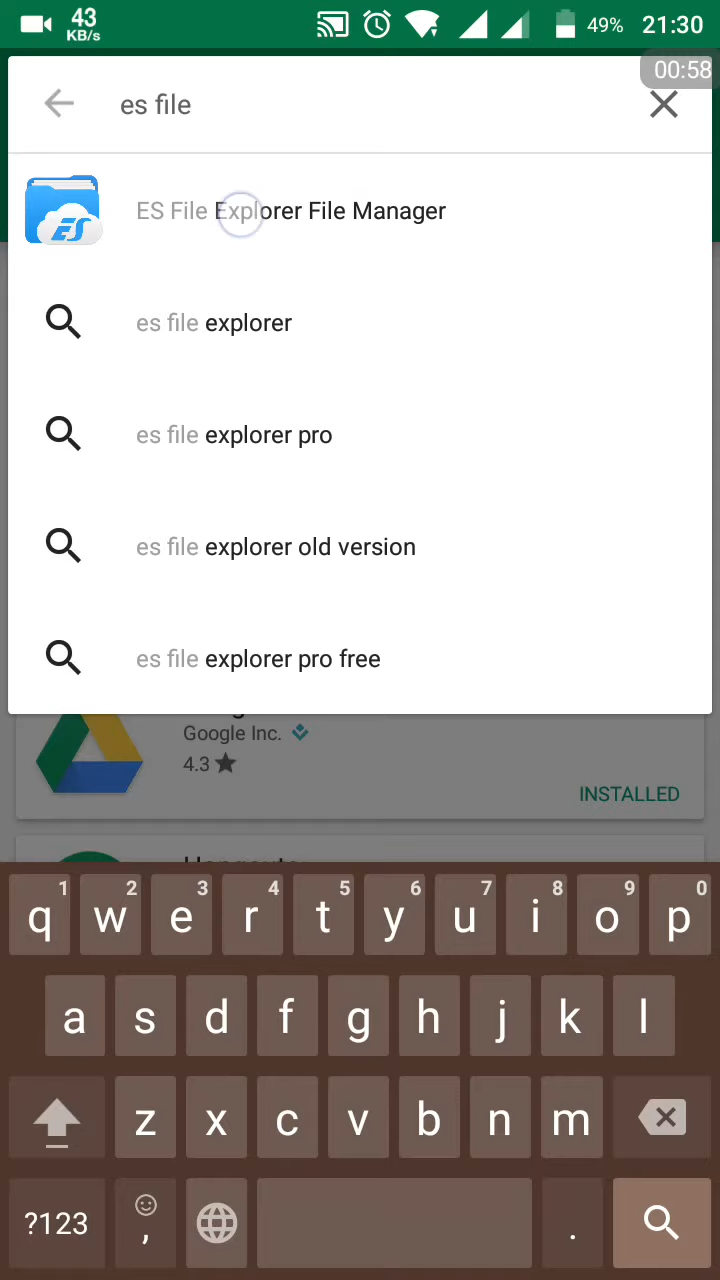 43
KB/s
49%
21:30
00:58
es file
ES File Explorer File Manager
ES
es file explorer
es file explorer pro
es file explorer old version
es file explorer pro free
Google Inc.
4.3
INSTALLED
1 2 3 4 5 6 7 8 9 0
q w e r t y u i o p
a s d f g h j k l
z x c v b n m
?123 , .